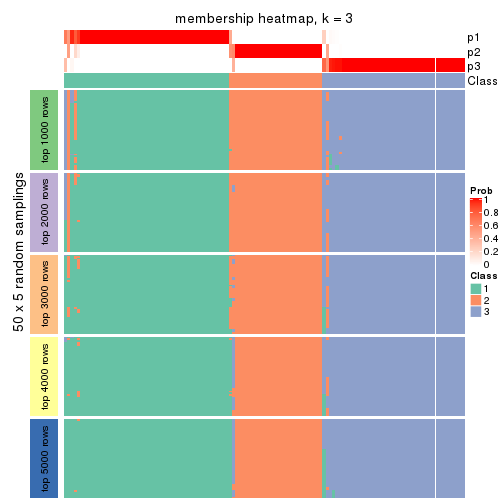 membership heatmap, k = 3
p1
p2
p3
Class
50 x 5 random samplings
top 1000 rows
top 2000 rows
top 3000 rows
top 4000 rows
top 5000 rows
Prob
1
0.8
0.6
0.4
0.2
0
Class
1
2
3